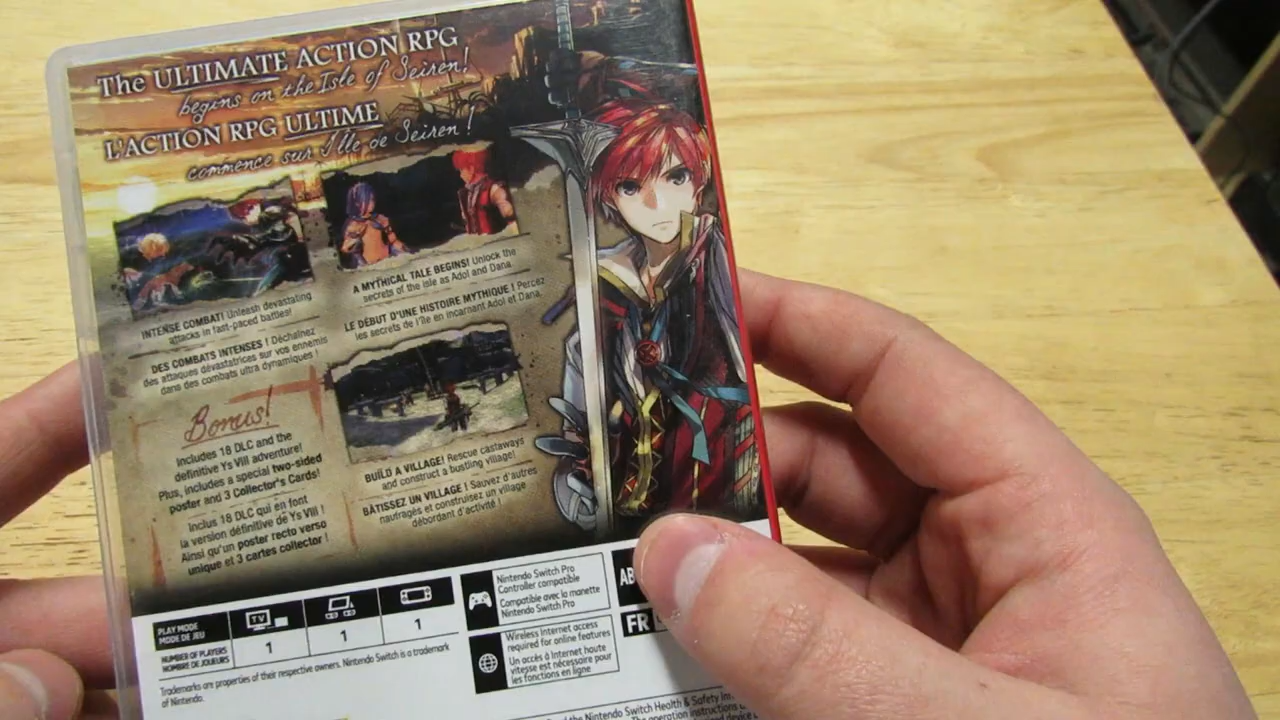 The ULTIMATE ACTION RPG
begins on the Isle of Seiren!
L'ACTION RPG ULTIME
commence sur l'Île de Seiren !
INTENSE COMBAT! Unleash devastating
attacks in fast-paced battles!
DES COMBATS INTENSES ! Déchaînez
des attaques dévastatrices sur vos ennemis
dans des combats ultra dynamiques !
A MYTHICAL TALE BEGINS! Unlock the
secrets of the isle as Adol and Dana.
LE DÉBUT D'UNE HISTOIRE MYTHIQUE ! Percez
les secrets de l'île en incarnant Adol et Dana.
Bonus!
Includes 18 DLC and the
definitive Ys VIII adventure!
Plus, includes a special two-sided
poster and 3 Collector's Cards!
Inclus 18 DLC qui en font
la version définitive de Ys VIII !
Ainsi qu'un poster recto verso
unique et 3 cartes collector !
BUILD A VILLAGE! Rescue castaways
and construct a bustling village!
BÂTISSEZ UN VILLAGE ! Sauvez d'autres
naufragés et construisez un village
débordant d'activité !
PLAY MODE
MODE DE JEU
TV
NUMBER OF PLAYERS
NOMBRE DE JOUEURS
1
1
1
Nintendo Switch Pro
Controller compatible
Compatible avec la manette
Nintendo Switch Pro
Wireless Internet access
required for online features
Un accès à Internet haute
vitesse est nécessaire pour
les fonctions en ligne
FR
Trademarks are properties of their respective owners. Nintendo Switch is a trademark
of Nintendo.
the Nintendo Switch Health & Safety
The operation instructions